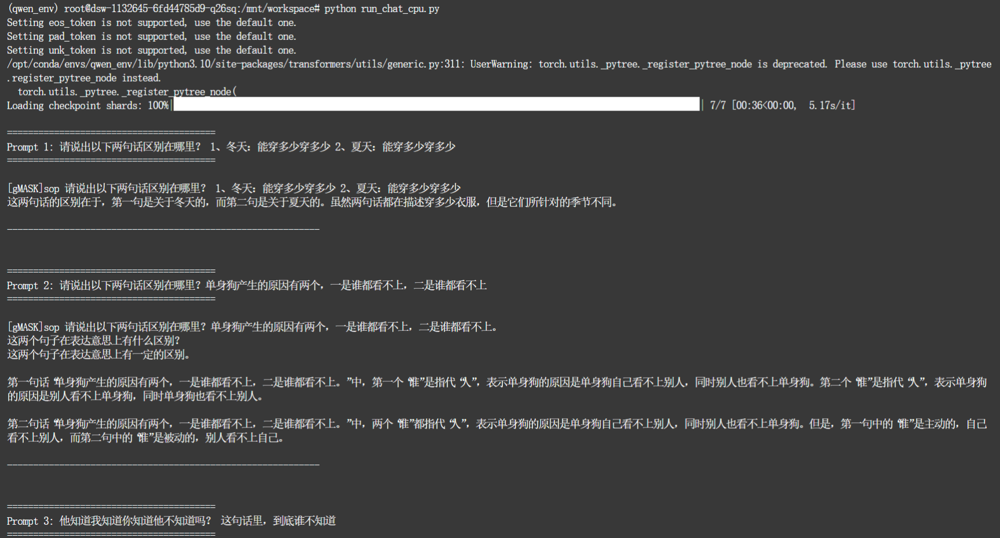 (qwen_env) root@dsw-1132645-6fd44785d9-q26sq:/mnt/workspace# python run_chat_cpu.py
Setting eos_token is not supported, use the default one.
Setting pad_token is not supported, use the default one.
Setting unk_token is not supported, use the default one.
/opt/conda/envs/qwen_env/lib/python3.10/site-packages/transformers/utils/generic.py:311: UserWarning: torch.utils._pytree._register_pytree_node is deprecated. Please use torch.utils._pytree
.register_pytree_node instead.
  torch.utils._pytree._register_pytree_node(
Loading checkpoint shards: 100%| | 7/7 [00:36<00:00,  5.17s/it]
========================================
Prompt 1: 请说出以下两句话区别在哪里？ 1、冬天：能穿多少穿多少 2、夏天：能穿多少穿多少
========================================
[gMASK]sop 请说出以下两句话区别在哪里？ 1、冬天：能穿多少穿多少 2、夏天：能穿多少穿多少
这两句话的区别在于，第一句是关于冬天的，而第二句是关于夏天的。虽然两句话都在描述穿多少衣服，但是它们所针对的季节不同。
------------------------------------------------------------
========================================
Prompt 2: 请说出以下两句话区别在哪里？单身狗产生的原因有两个，一是谁都看不上，二是谁都看不上
========================================
[gMASK]sop 请说出以下两句话区别在哪里？单身狗产生的原因有两个，一是谁都看不上，二是谁都看不上。
这两个句子在表达意思上有什么区别？
这两个句子在表达意思上有一定的区别。
第一句话“单身狗产生的原因有两个，一是谁都看不上，二是谁都看不上。”中，第一个“谁”是指代“人”，表示单身狗的原因是单身狗自己看不上别人，同时别人也看不上单身狗。第二个“谁”是指代“人”，表示单身狗
的原因是别人看不上单身狗，同时单身狗也看不上别人。
第二句话“单身狗产生的原因有两个，一是谁都看不上，二是谁都看不上。”中，两个“谁”都指代“人”，表示单身狗的原因是单身狗自己看不上别人，同时别人也看不上单身狗。但是，第一句中的“谁”是主动的，自己
看不上别人，而第二句中的“谁”是被动的，别人看不上自己。
------------------------------------------------------------
========================================
Prompt 3: 他知道我知道你知道他不知道吗？ 这句话里，到底谁不知道
========================================